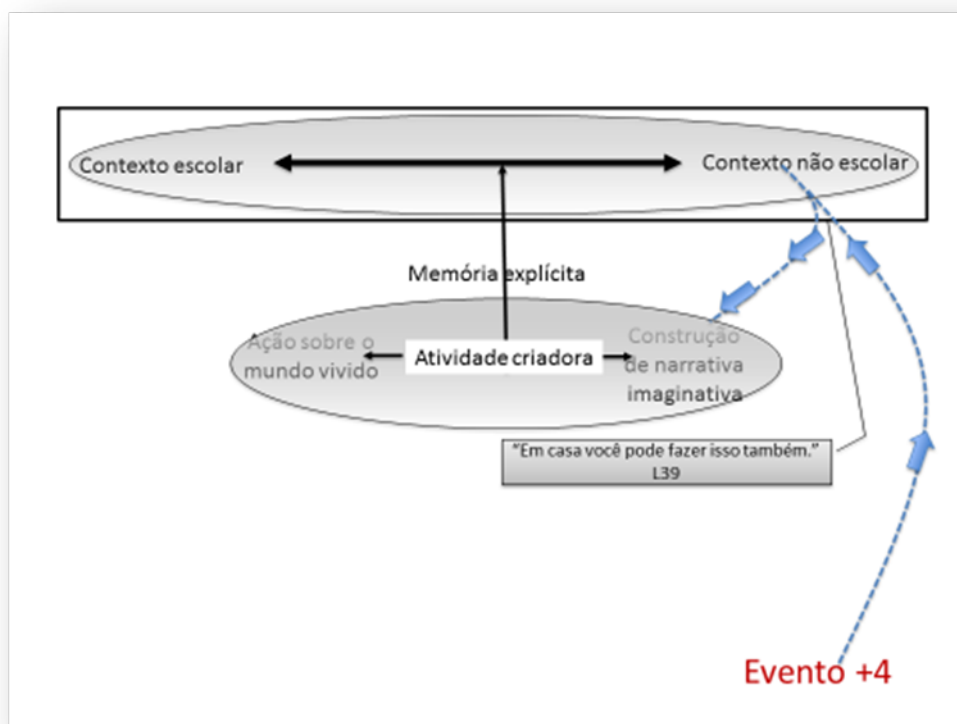 Contexto escolar
Contexto não escolar
Memória explícita
Ação sobre o
mundo vivido
Atividade criadora
Construção
de narrativa
imaginativa
“Em casa você pode fazer isso também.”
L39
Evento +4